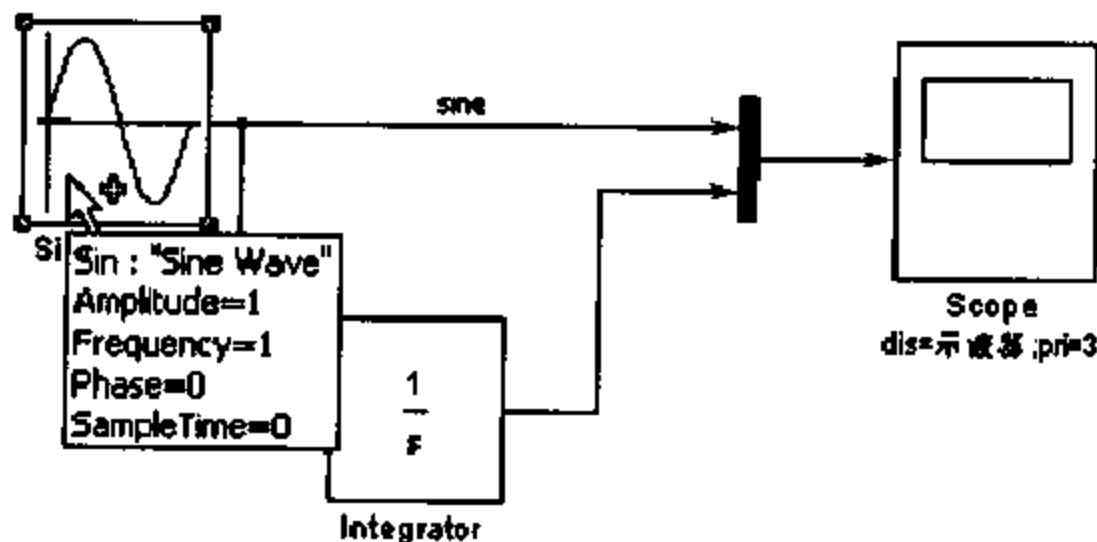 sine
Si
Sin : "Sine Wave"
Amplitude=1
Frequency=1
Phase=0
SampleTime=0
1
s
Integrator
Scope
dis=示波器 ,pri=3